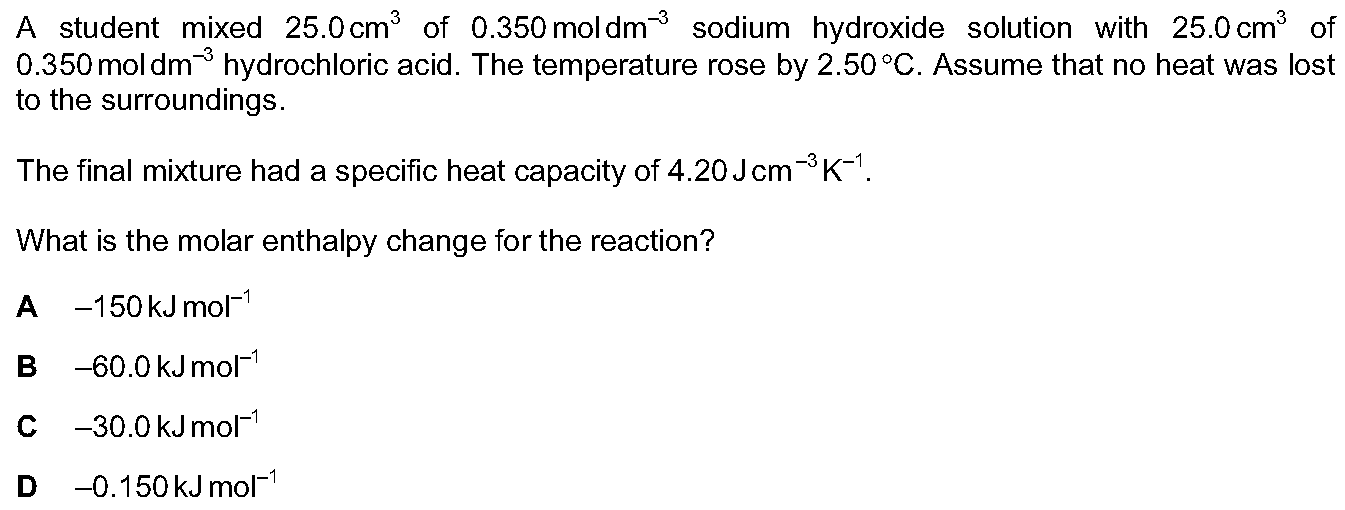 A student mixed 25.0 cm³ of 0.350 mol dm⁻³ sodium hydroxide solution with 25.0 cm³ of
0.350 mol dm⁻³ hydrochloric acid. The temperature rose by 2.50 °C. Assume that no heat was lost
to the surroundings.
The final mixture had a specific heat capacity of 4.20 J cm⁻³ K⁻¹.
What is the molar enthalpy change for the reaction?
A –150 kJ mol⁻¹
B –60.0 kJ mol⁻¹
C –30.0 kJ mol⁻¹
D –0.150 kJ mol⁻¹